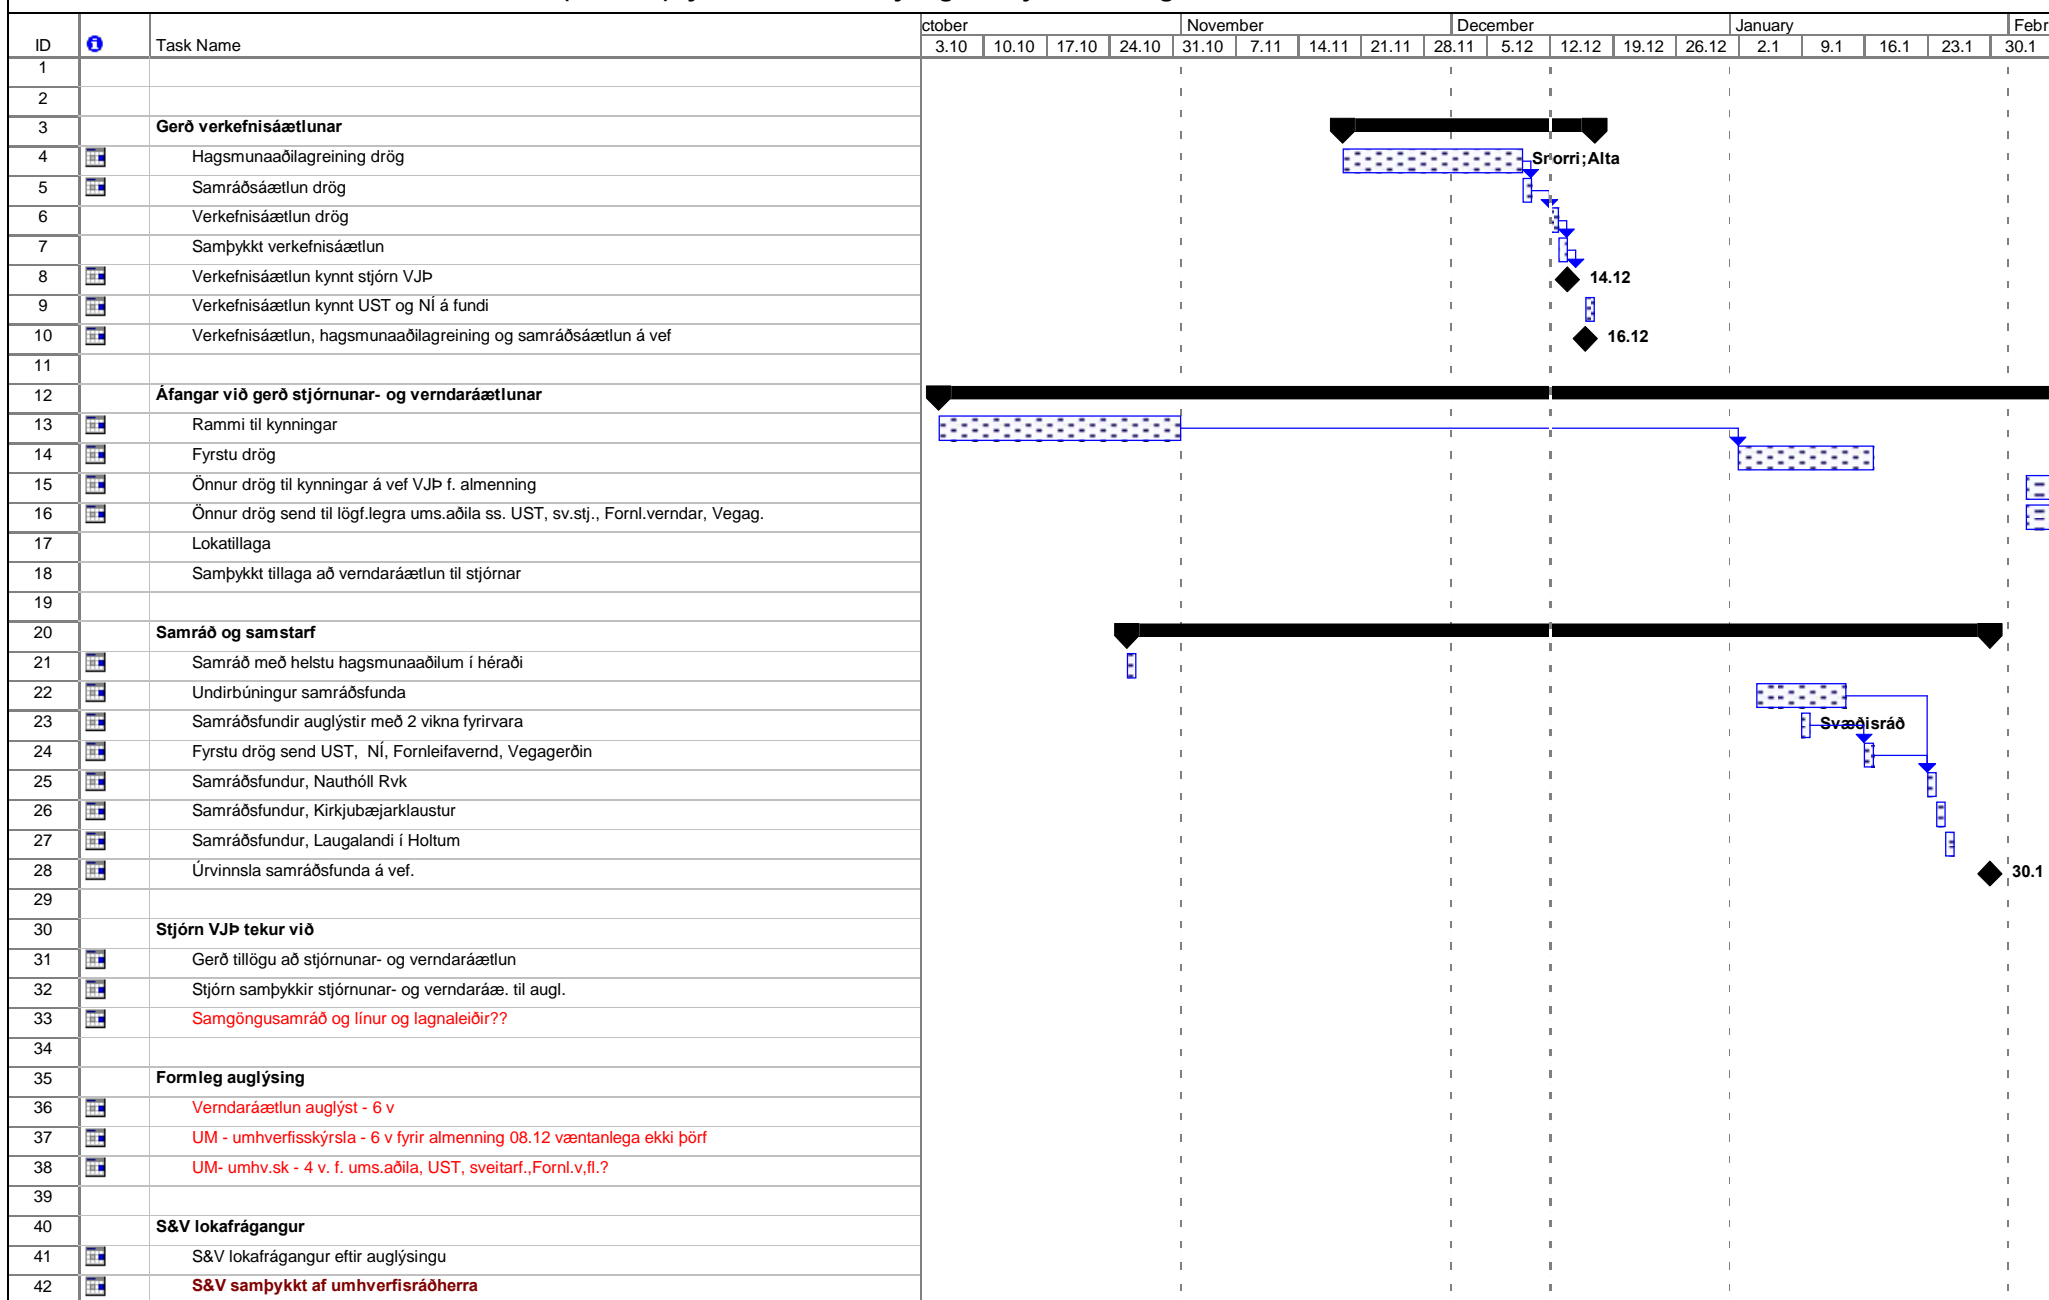 ctober November December January Febr
ID Task Name 3.10 10.10 17.10 24.10 31.10 7.11 14.11 21.11 28.11 5.12 12.12 19.12 26.12 2.1 9.1 16.1 23.1 30.1
1
2
3 Gerð verkefnisáætlunar
4 Hagsmunaaðilagreining drög Snorri;Alta
5 Samráðsáætlun drög
6 Verkefnisáætlun drög
7 Samþykkt verkefnisáætlun
8 Verkefnisáætlun kynnt stjórn VJÞ 14.12
9 Verkefnisáætlun kynnt UST og NÍ á fundi
10 Verkefnisáætlun, hagsmunaaðilagreining og samráðsáætlun á vef 16.12
11
12 Áfangar við gerð stjórnunar- og verndaráætlunar
13 Rammi til kynningar
14 Fyrstu drög
15 Önnur drög til kynningar á vef VJÞ f. almenning
16 Önnur drög send til lögf.legra ums.aðila ss. UST, sv.stj., Fornl.verndar, Vegag.
17 Lokatillaga
18 Samþykkt tillaga að verndaráætlun til stjórnar
19
20 Samráð og samstarf
21 Samráð með helstu hagsmunaaðilum í héraði
22 Undirbúningur samráðsfunda
23 Samráðsfundir auglýstir með 2 vikna fyrirvara Svæðisráð
24 Fyrstu drög send UST, NÍ, Fornleifavernd, Vegagerðin
25 Samráðsfundur, Nauthóll Rvk
26 Samráðsfundur, Kirkjubæjarklaustur
27 Samráðsfundur, Laugalandi í Holtum
28 Úrvinnsla samráðsfunda á vef. 30.1
29
30 Stjórn VJÞ tekur við
31 Gerð tillögu að stjórnunar- og verndaráætlun
32 Stjórn samþykkir stjórnunar- og verndaráæ. til augl.
33 Samgöngusamráð og línur og lagnaleiðir??
34
35 Formleg auglýsing
36 Verndaráætlun auglýst - 6 v
37 UM - umhverfisskýrsla - 6 v fyrir almenning 08.12 væntanlega ekki þörf
38 UM- umhv.sk - 4 v. f. ums.aðila, UST, sveitarf.,Fornl.v,fl.?
39
40 S&V lokafrágangur
41 S&V lokafrágangur eftir auglýsingu
42 S&V samþykkt af umhverfisráðherra